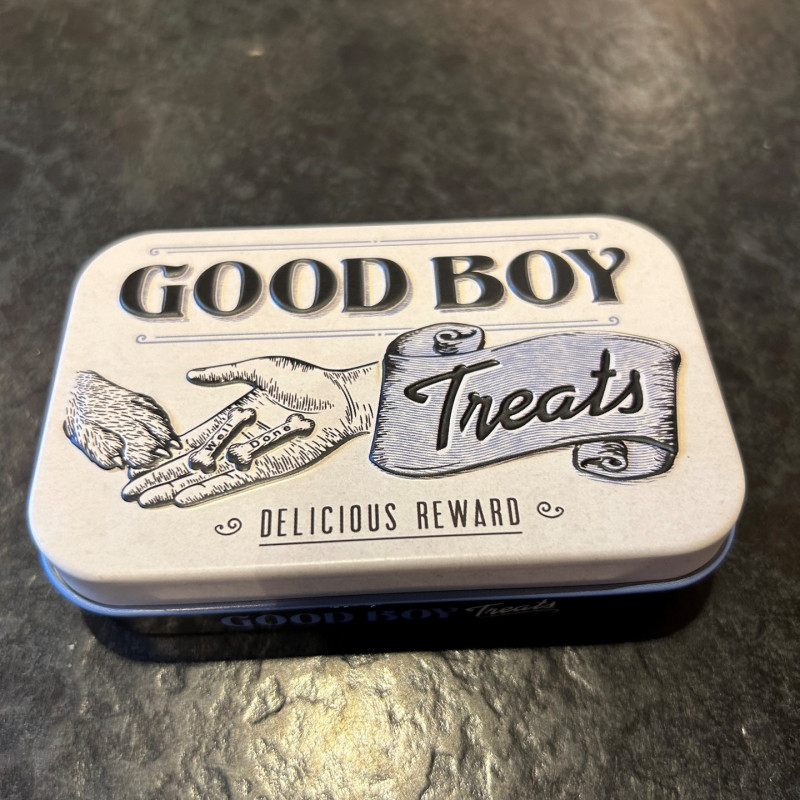 GOOD BOY
Treats
Well
Done
DELICIOUS REWARD
GOOD BOY Treats